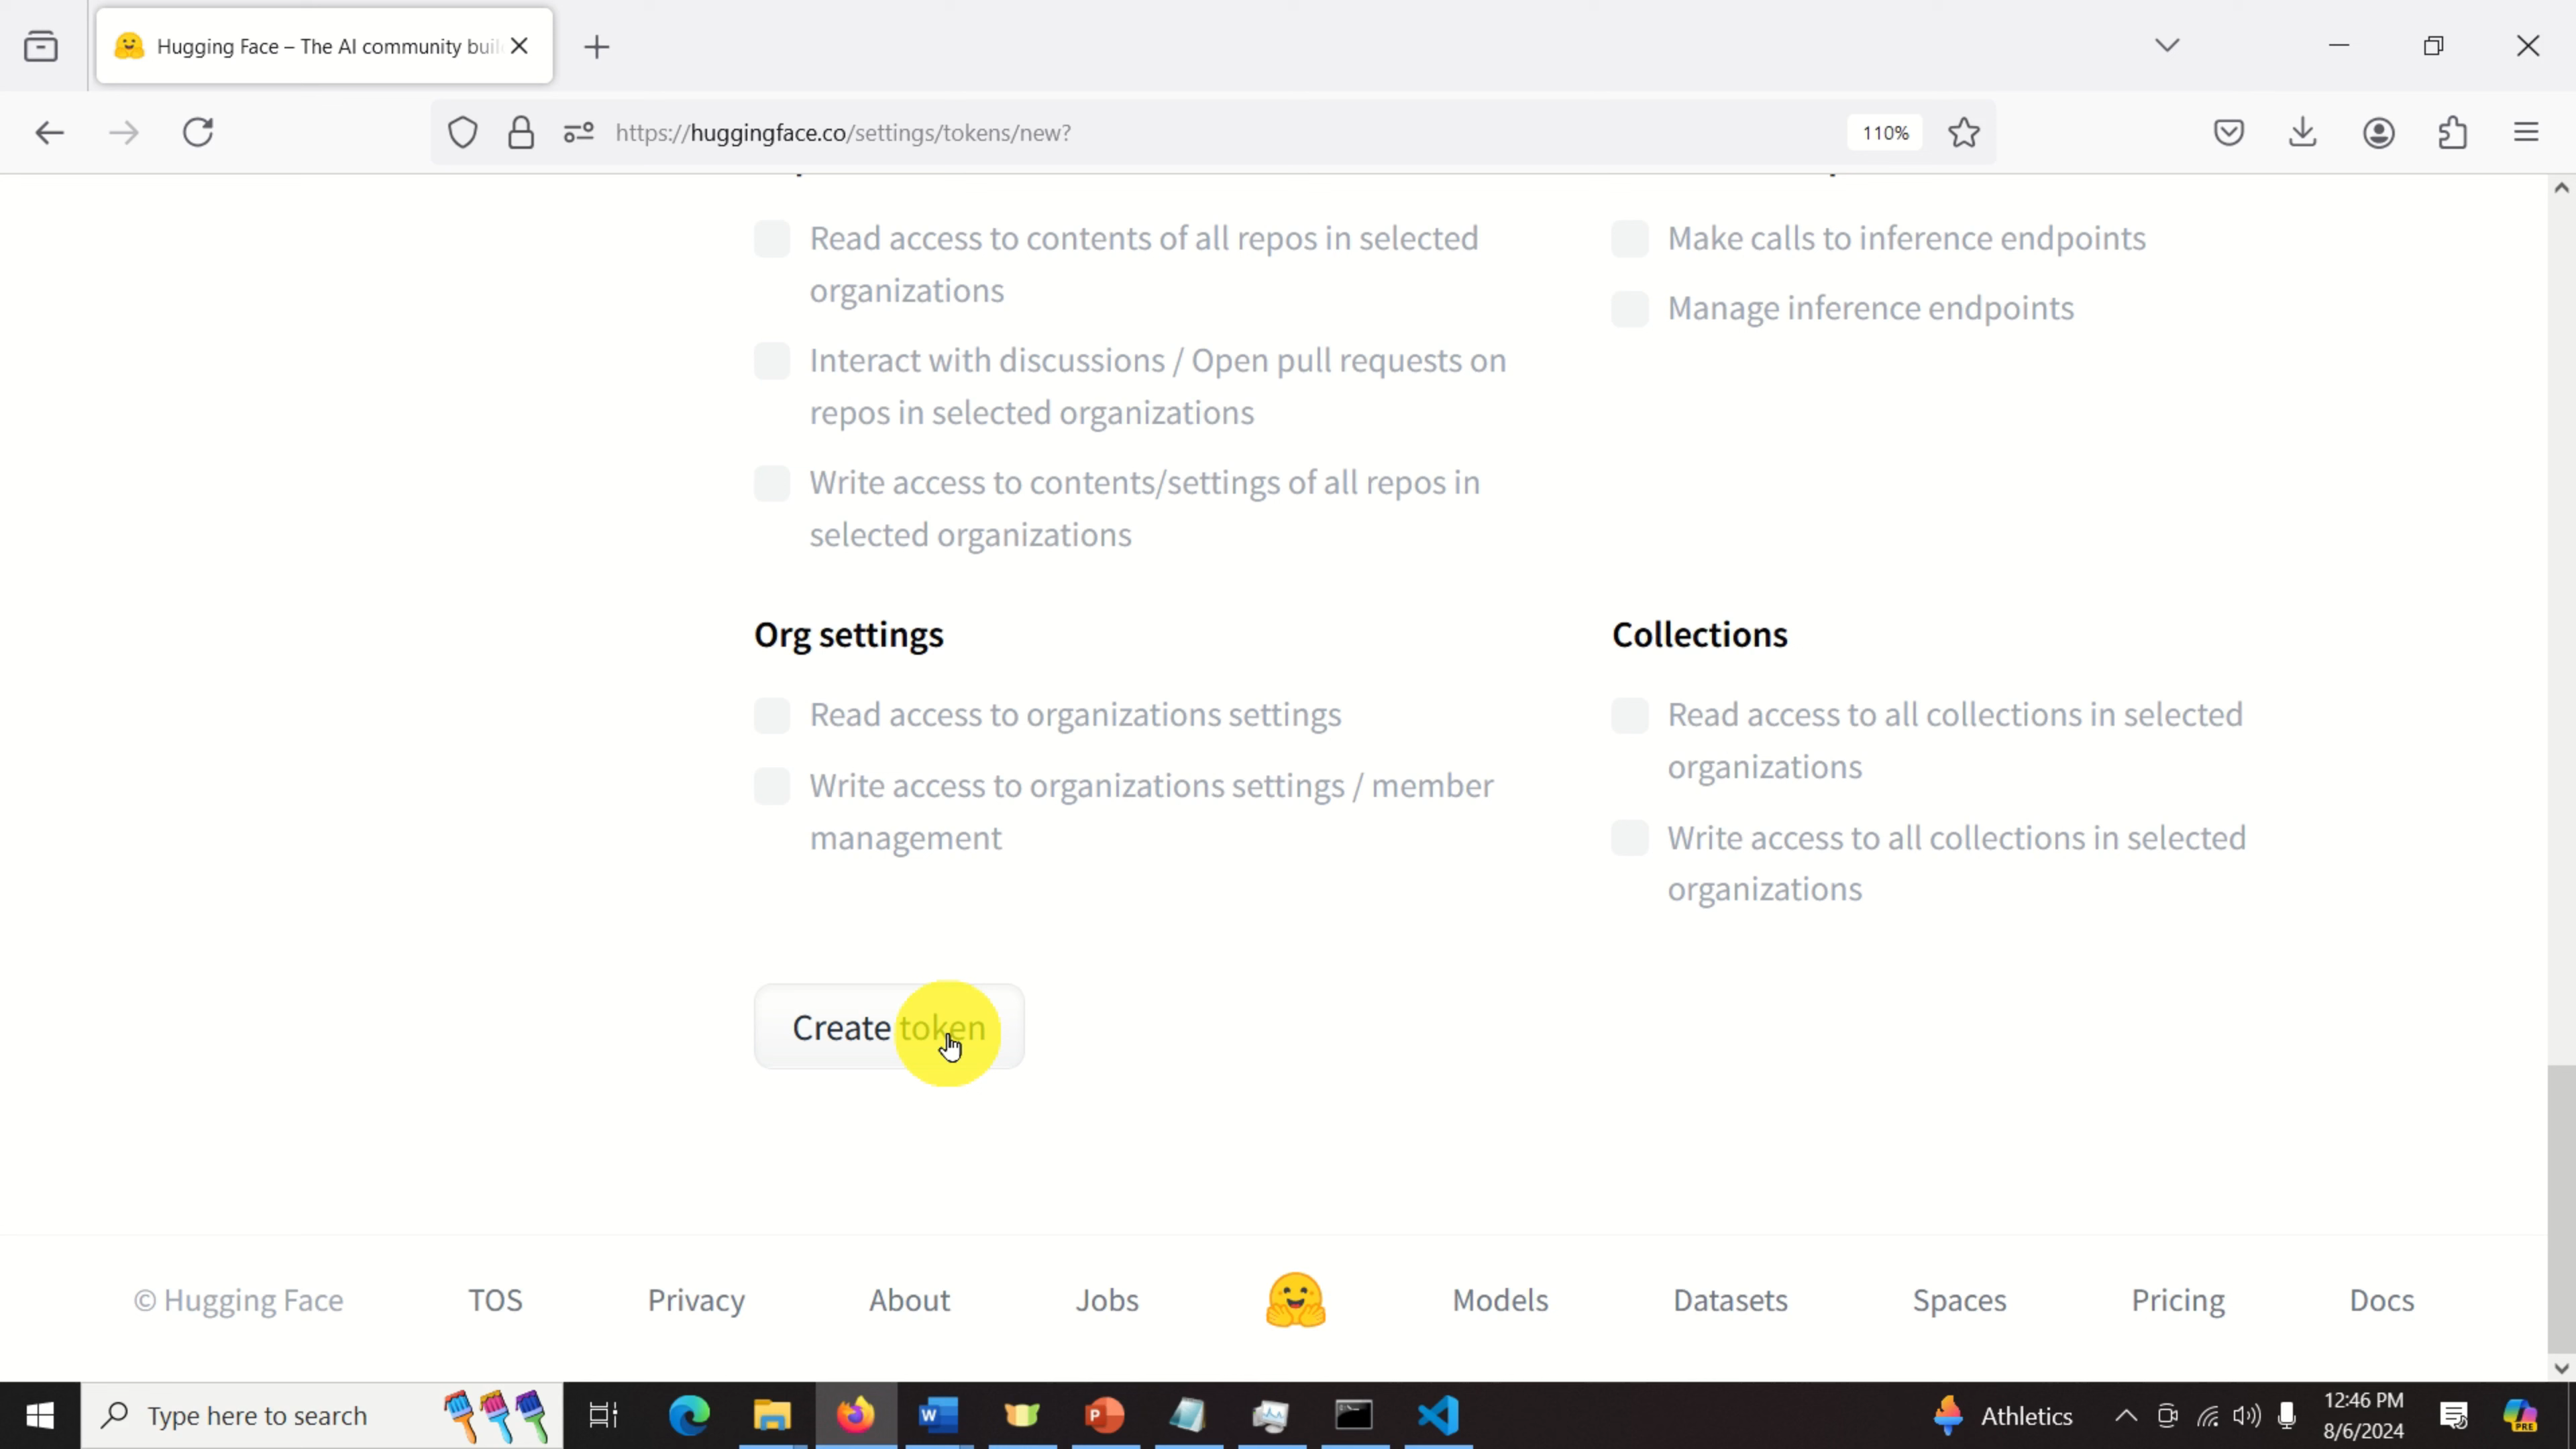 Hugging Face – The AI community buil
https://huggingface.co/settings/tokens/new?
110%
Read access to contents of all repos in selected
organizations
Interact with discussions / Open pull requests on
repos in selected organizations
Write access to contents/settings of all repos in
selected organizations
Make calls to inference endpoints
Manage inference endpoints
Org settings
Read access to organizations settings
Write access to organizations settings / member
management
Collections
Read access to all collections in selected
organizations
Write access to all collections in selected
organizations
Create token
© Hugging Face
TOS
Privacy
About
Jobs
Models
Datasets
Spaces
Pricing
Docs
Type here to search
Athletics
12:46 PM
8/6/2024
PRE